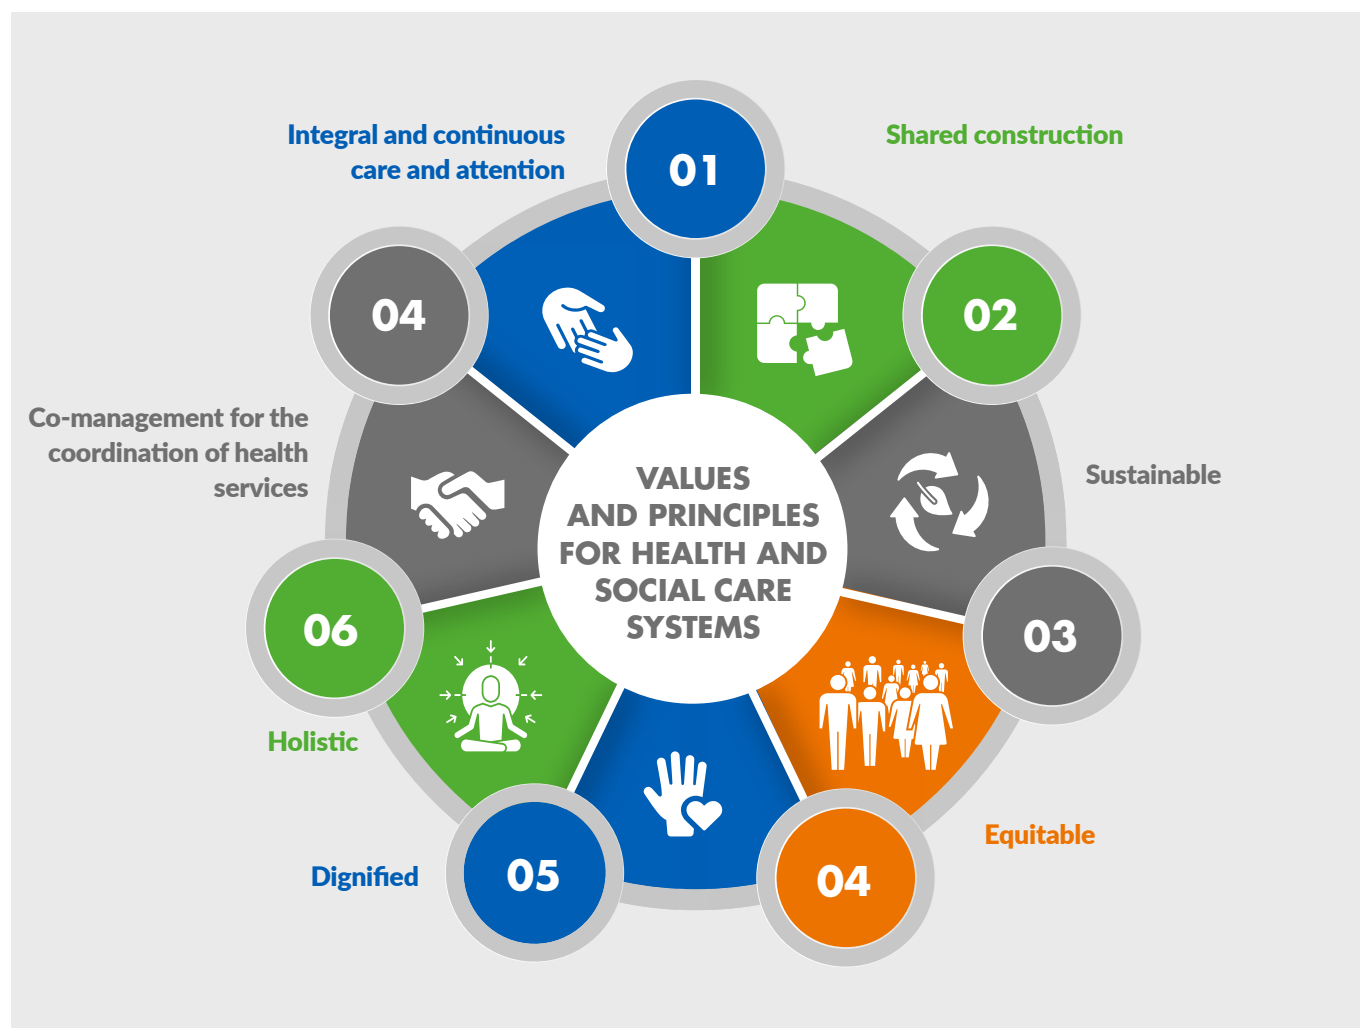 Integral and continuous
care and attention
01
Shared construction
02
Sustainable
03
Equitable
04
05
Dignified
06
Holistic
04
Co-management for the
coordination of health
services
VALUES
AND PRINCIPLES
FOR HEALTH AND
SOCIAL CARE
SYSTEMS